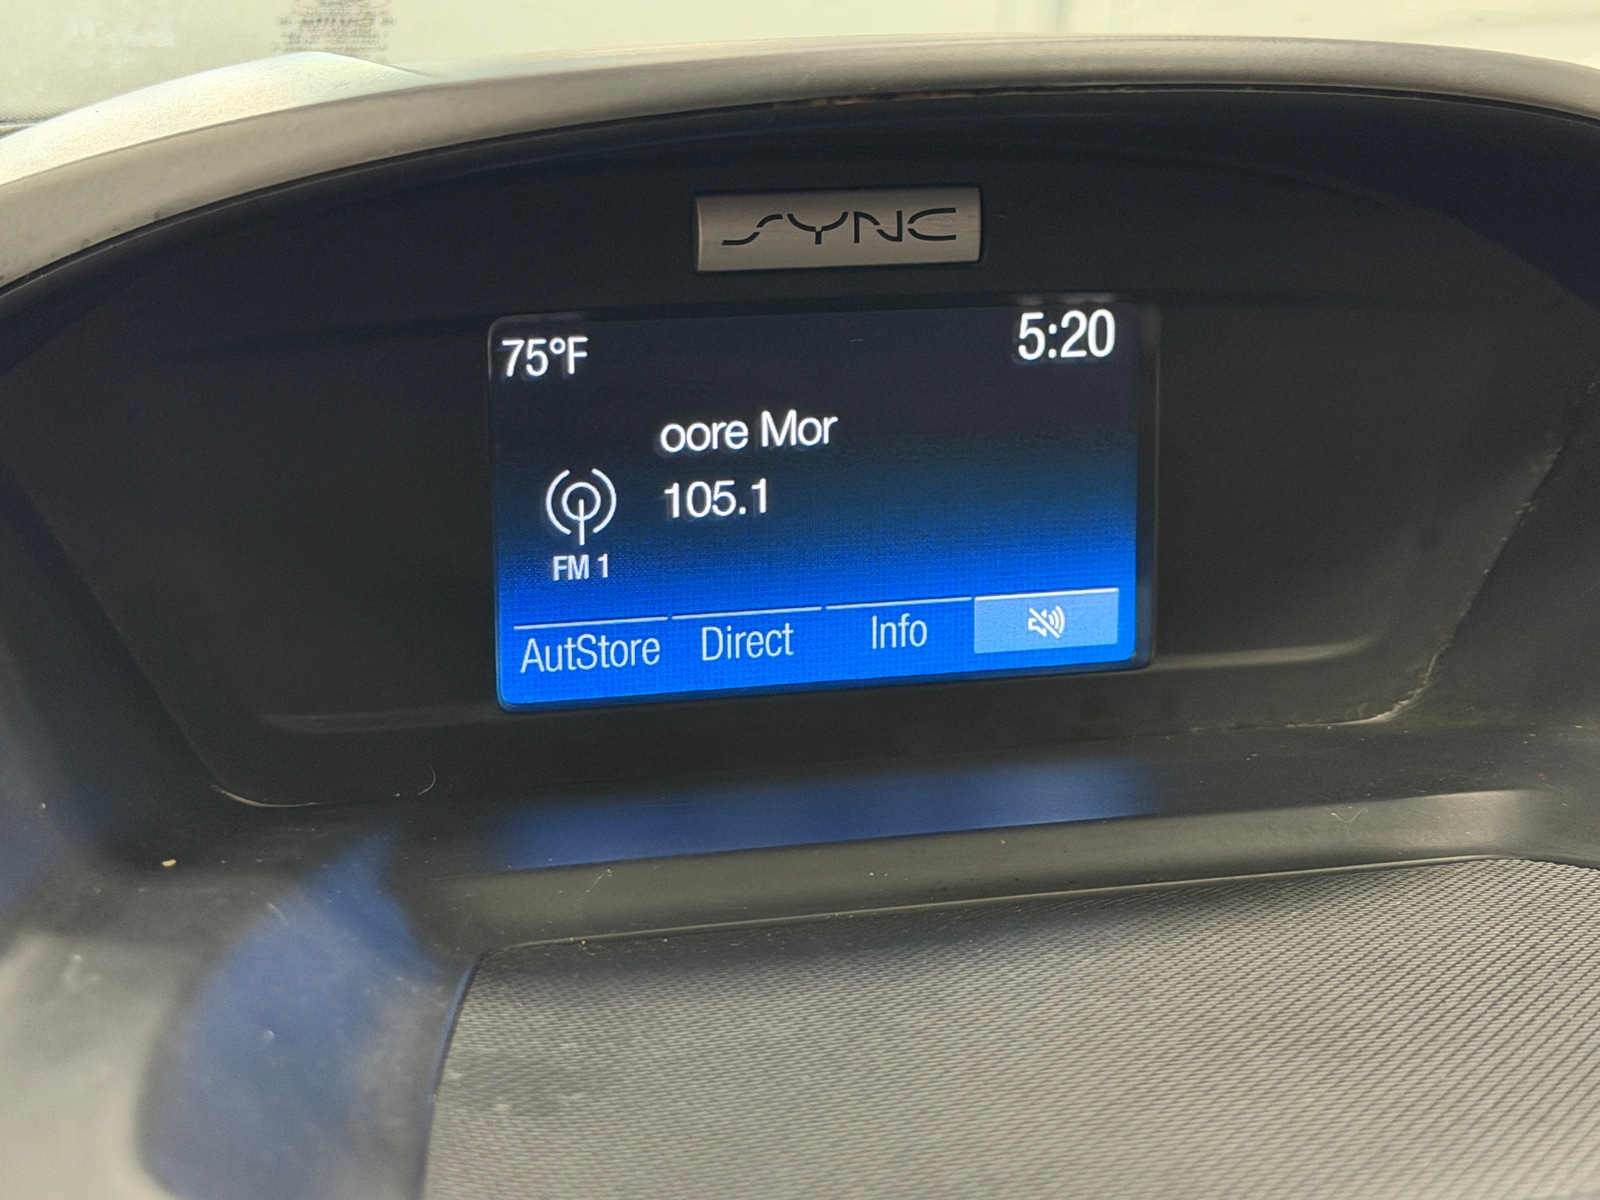 SYNC
75°F
5:20
oore Mor
105.1
FM 1
AutStore
Direct
Info